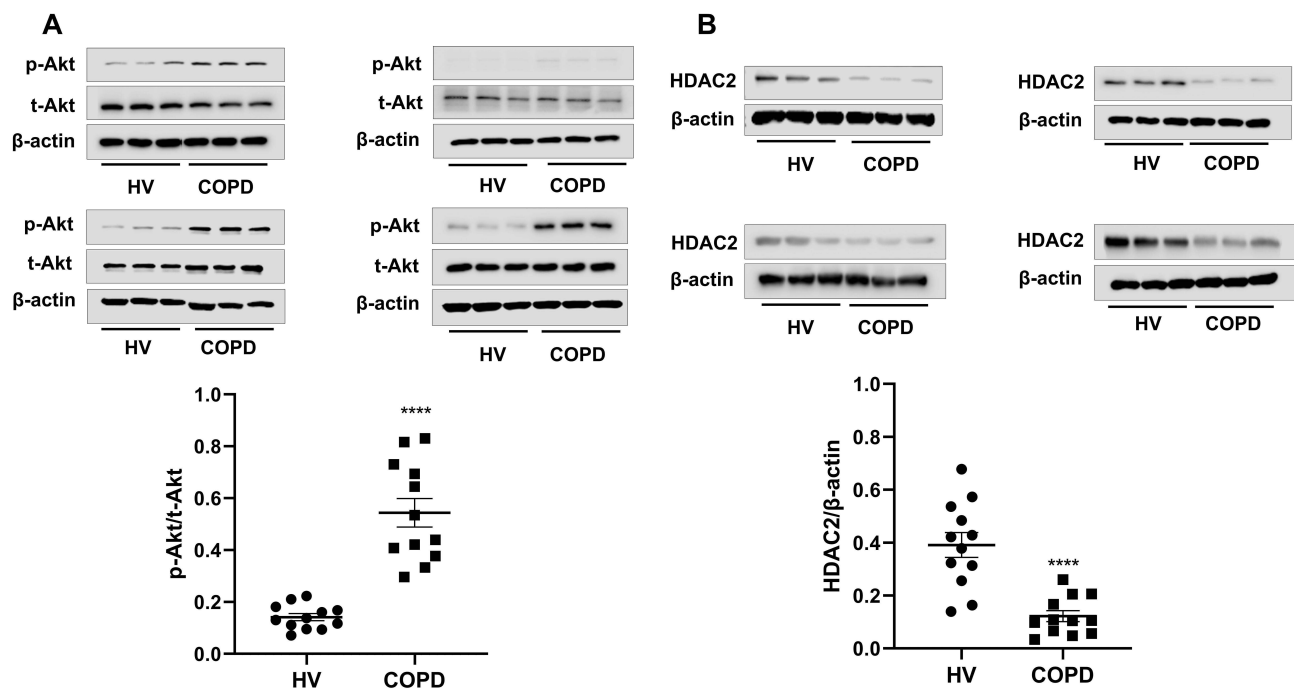 A
p-Akt
t-Akt
β-actin
HV COPD
p-Akt
t-Akt
β-actin
HV COPD
p-Akt
t-Akt
β-actin
HV COPD
p-Akt
t-Akt
β-actin
HV COPD
p-Akt/t-Akt
1.0
0.8
0.6
0.4
0.2
0.0
****
HV COPD
B
HDAC2
β-actin
HV COPD
HDAC2
β-actin
HV COPD
HDAC2
β-actin
HV COPD
HDAC2
β-actin
HV COPD
HDAC2/β-actin
1.0
0.8
0.6
0.4
0.2
0.0
****
HV COPD